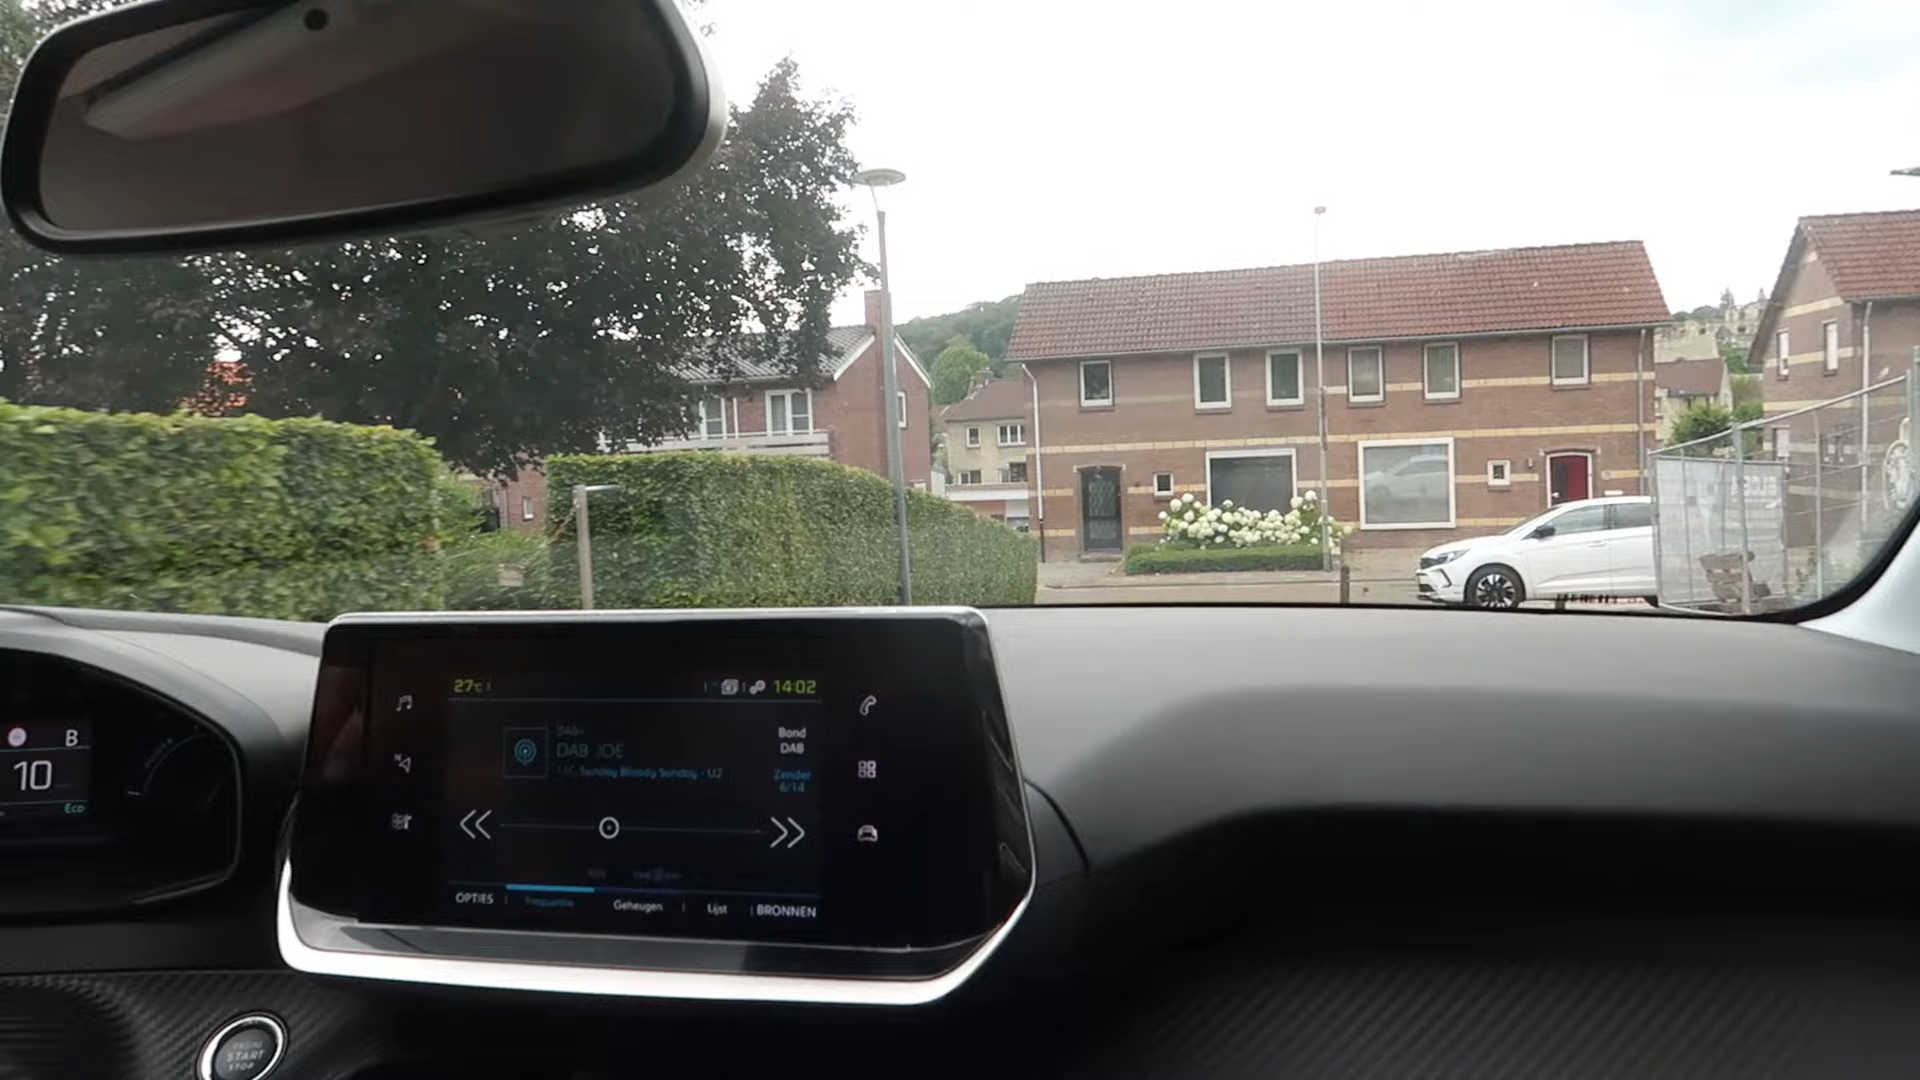 27°C
14:02
DAB+
DAB JOE
Sunday Bloody Sunday - U2
Band
DAB
Zender
6/14
OPTIES
Frequentie
Geheugen
Lijst
BRONNEN
B
10
Eco
START
STOP